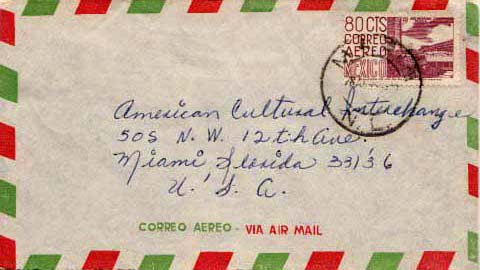 80 CTS
CORREO
AEREO
MEXICO
N.L.
American Cultural Interchange
505 N.W. 12th Ave.
Miami, Florida 33136
U.S.A.
CORREO AEREO - VIA AIR MAIL